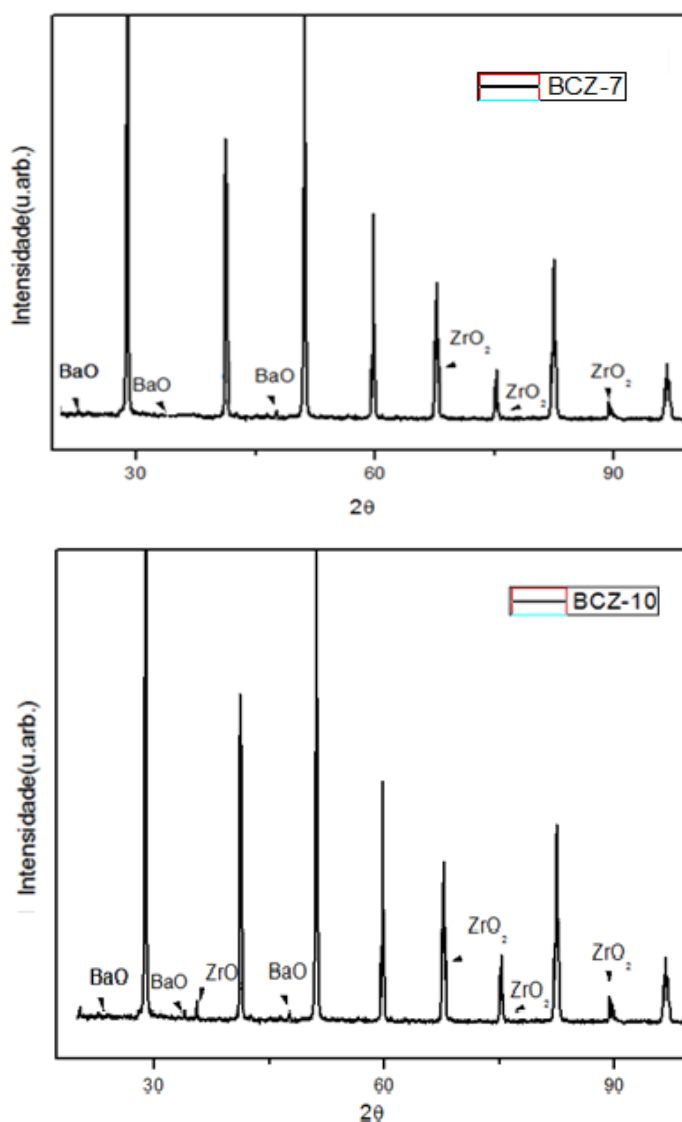 BCZ-7
Intensidade(u.arb.)
ZrO₂
BaO
BaO
BaO
ZrO₂
ZrO₂
30
60
90
2θ
BCZ-10
Intensidade(u.arb.)
ZrO₂
ZrO₂
BaO
BaO
ZrO
BaO
ZrO₂
30
60
90
2θ